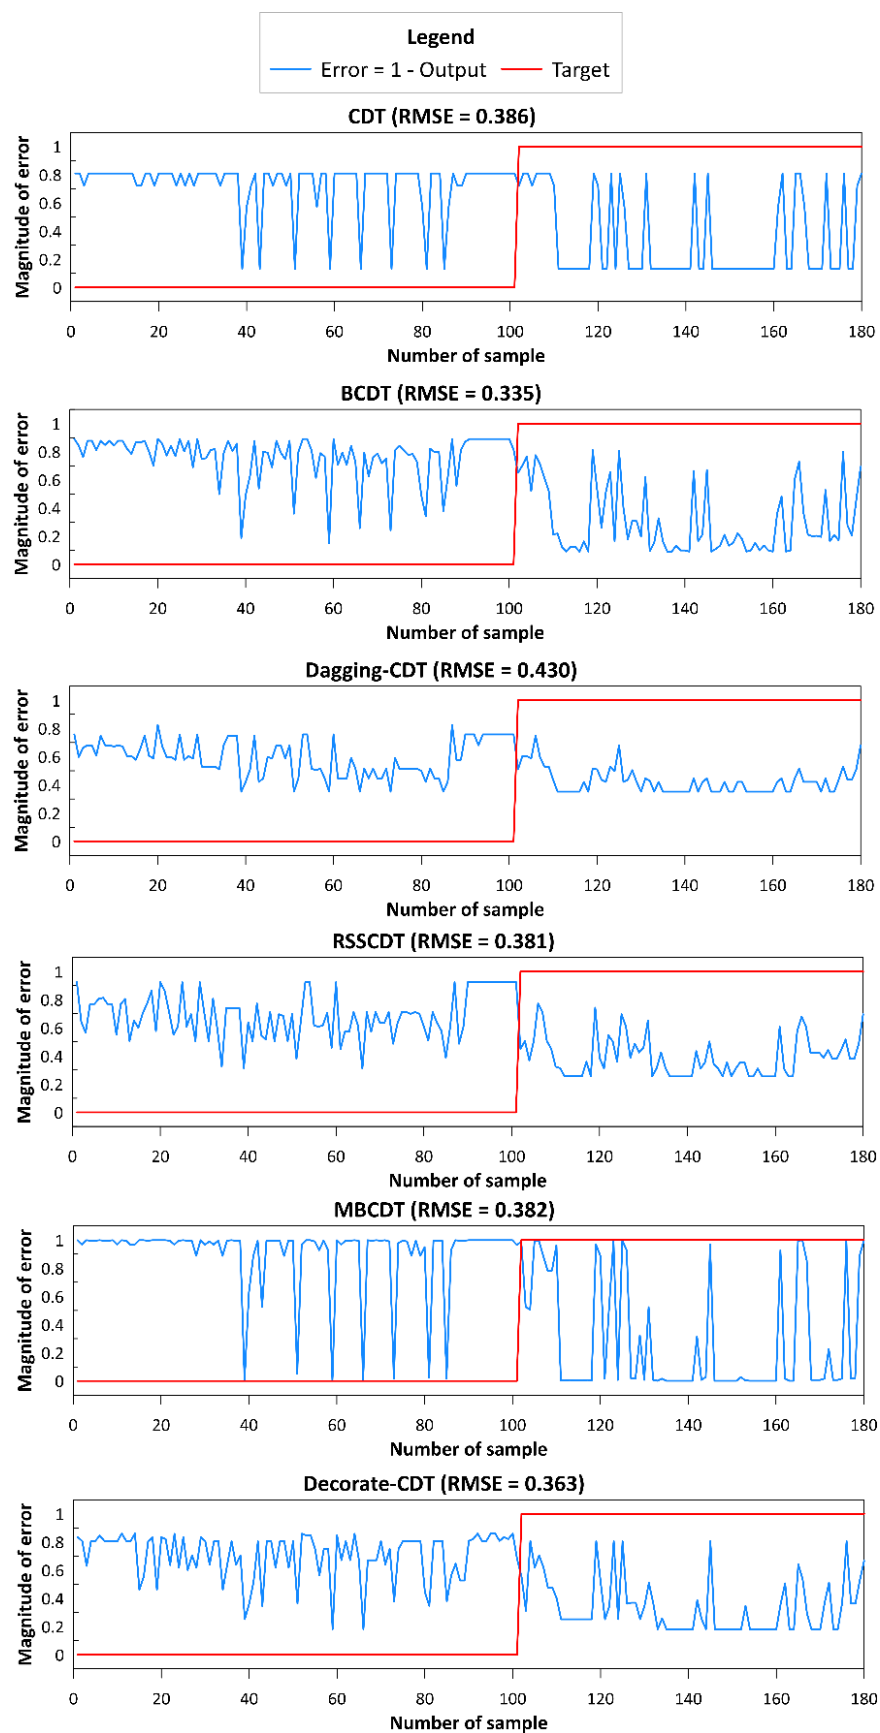 Legend
Error = 1 - Output Target
CDT (RMSE = 0.386)
Magnitude of error
1
0.8
0.6
0.4
0.2
0
0 20 40 60 80 100 120 140 160 180
Number of sample
BCDT (RMSE = 0.335)
Magnitude of error
1
0.8
0.6
0.4
0.2
0
0 20 40 60 80 100 120 140 160 180
Number of sample
Dagging-CDT (RMSE = 0.430)
Magnitude of error
1
0.8
0.6
0.4
0.2
0
0 20 40 60 80 100 120 140 160 180
Number of sample
RSSCDT (RMSE = 0.381)
Magnitude of error
1
0.8
0.6
0.4
0.2
0
0 20 40 60 80 100 120 140 160 180
Number of sample
MBCDT (RMSE = 0.382)
Magnitude of error
1
0.8
0.6
0.4
0.2
0
0 20 40 60 80 100 120 140 160 180
Number of sample
Decorate-CDT (RMSE = 0.363)
Magnitude of error
1
0.8
0.6
0.4
0.2
0
0 20 40 60 80 100 120 140 160 180
Number of sample